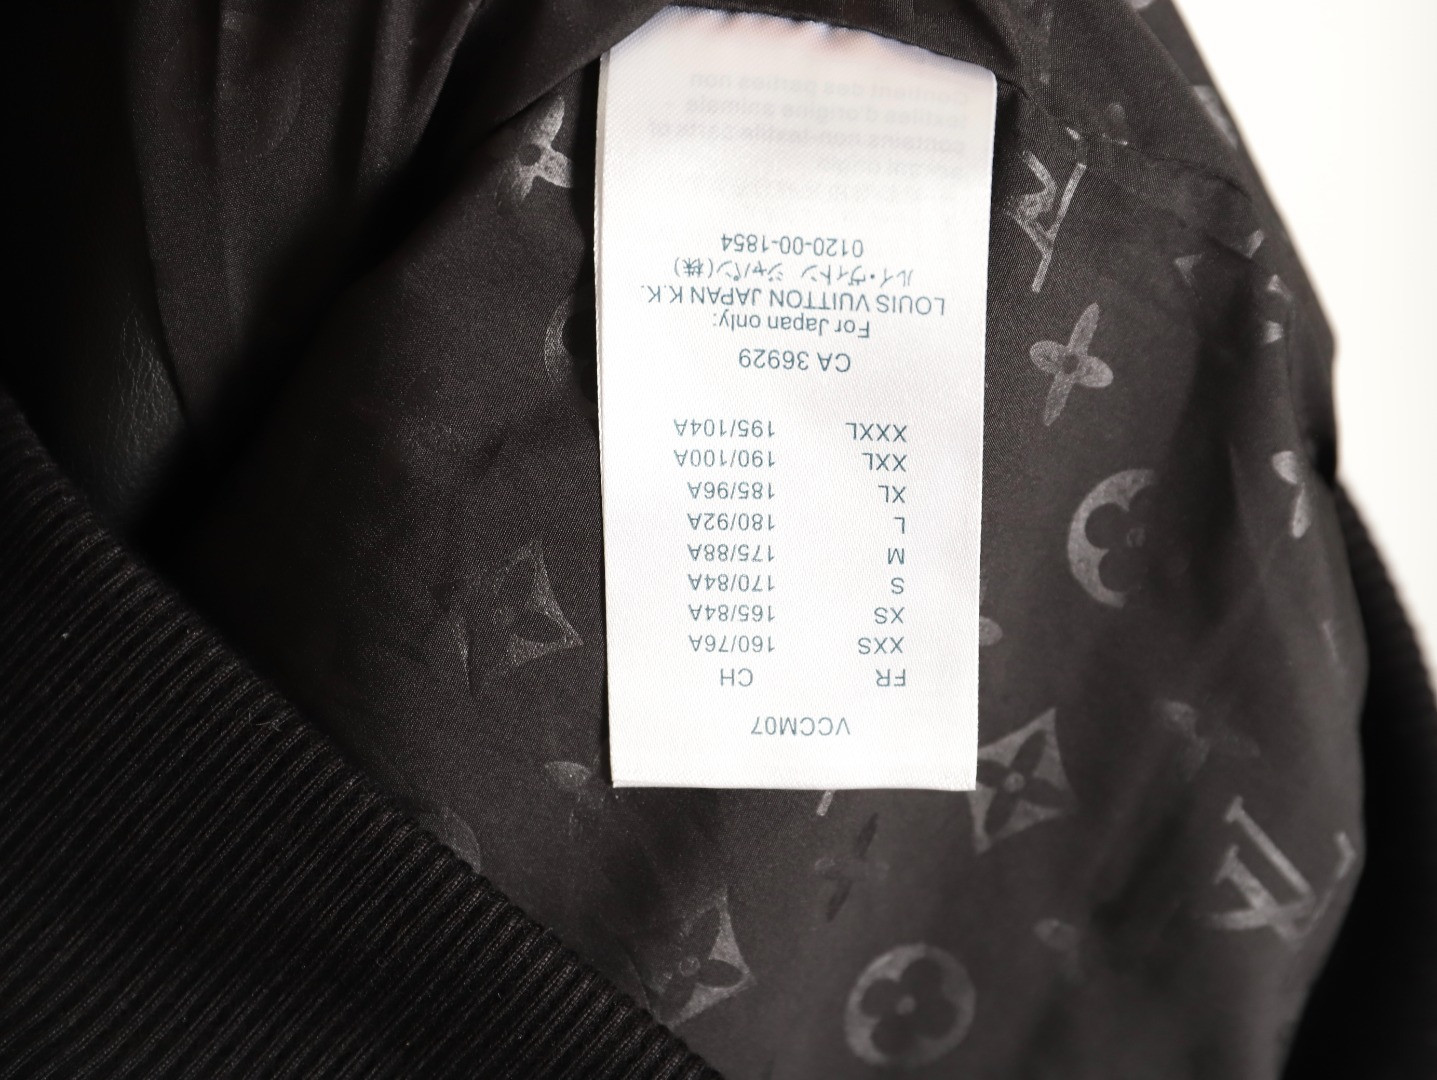 VCCM07
FR CH
XXS 160/76A
XS 165/84A
S 170/84A
M 175/88A
L 180/92A
XL 185/96A
XXL 190/100A
XXXL 195/104A
CA 36929
For Japan only:
LOUIS VUITTON JAPAN K.K.
ルイ・ヴィトン ジャパン(株)
0120-00-1854